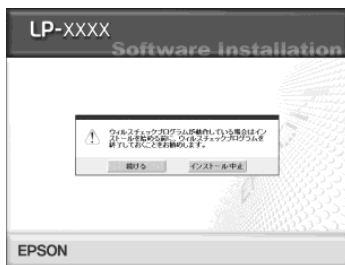 LP-XXXX
Software Installation
ウィルスチェックプログラムが動作している場合はイン
ストールを始める前に、ウィルスチェックプログラムを
終了しておくことをお勧めします。
続ける
インストール中止
EPSON